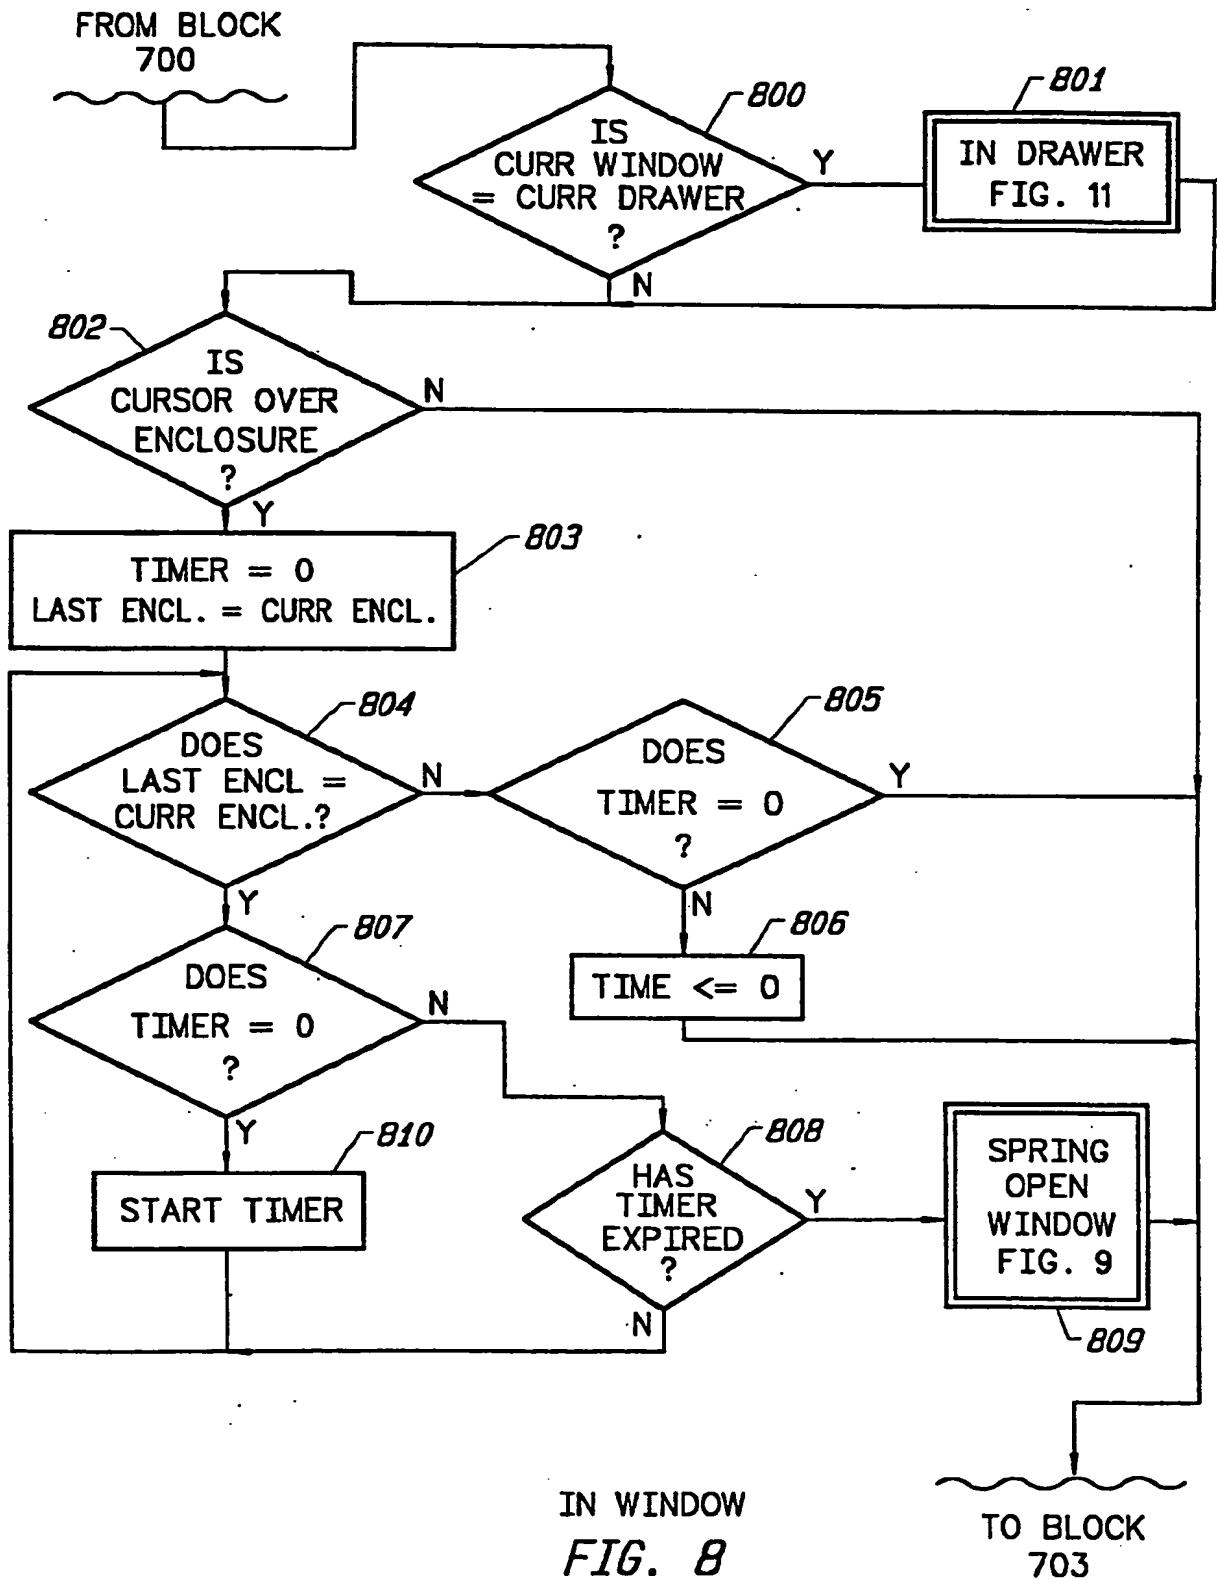 FROM BLOCK
700
800
IS
CURR WINDOW
= CURR DRAWER
?
Y
N
801
IN DRAWER
FIG. 11
802
IS
CURSOR OVER
ENCLOSURE
?
N
Y
803
TIMER = 0
LAST ENCL. = CURR ENCL.
804
DOES
LAST ENCL =
CURR ENCL.?
N
Y
805
DOES
TIMER = 0
?
Y
N
806
TIME <= 0
807
DOES
TIMER = 0
?
N
Y
810
START TIMER
808
HAS
TIMER
EXPIRED
?
Y
N
SPRING
OPEN
WINDOW
FIG. 9
809
IN WINDOW
FIG. 8
TO BLOCK
703